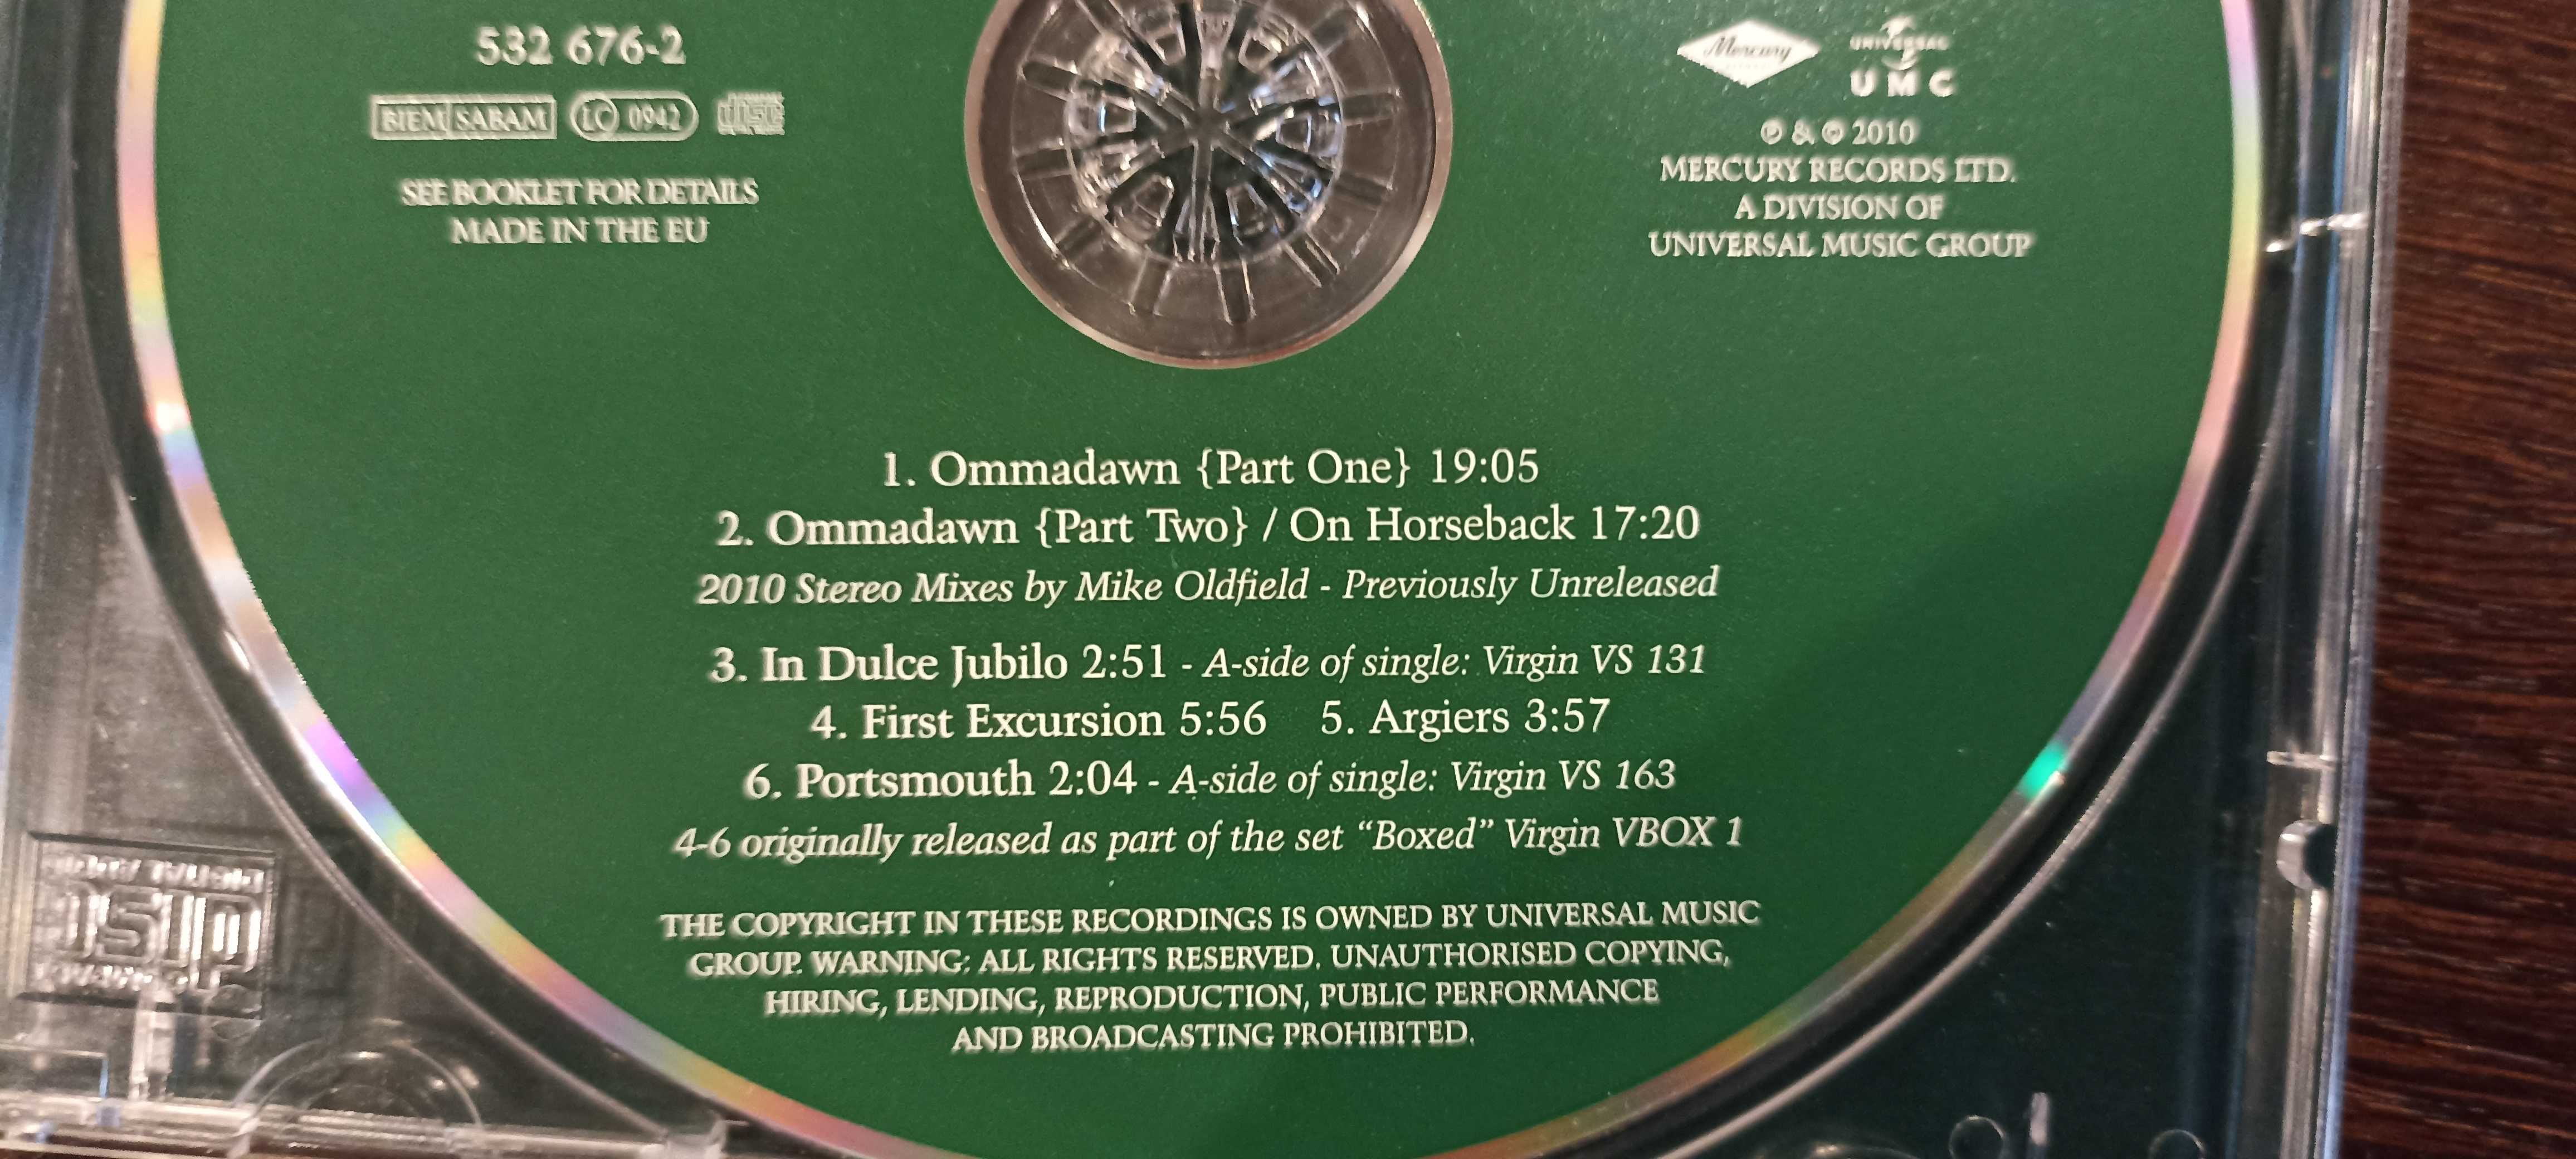 532 676-2
BIEM SABAM LC 0942 disc
SEE BOOKLET FOR DETAILS
MADE IN THE EU
Mercury
UNIVERSAL
UMC
℗ & © 2010
MERCURY RECORDS LTD.
A DIVISION OF
UNIVERSAL MUSIC GROUP
1. Ommadawn {Part One} 19:05
2. Ommadawn {Part Two} / On Horseback 17:20
2010 Stereo Mixes by Mike Oldfield - Previously Unreleased
3. In Dulce Jubilo 2:51 - A-side of single: Virgin VS 131
4. First Excursion 5:56 5. Argiers 3:57
6. Portsmouth 2:04 - A-side of single: Virgin VS 163
4-6 originally released as part of the set “Boxed” Virgin VBOX 1
THE COPYRIGHT IN THESE RECORDINGS IS OWNED BY UNIVERSAL MUSIC
GROUP. WARNING: ALL RIGHTS RESERVED. UNAUTHORISED COPYING,
HIRING, LENDING, REPRODUCTION, PUBLIC PERFORMANCE
AND BROADCASTING PROHIBITED.